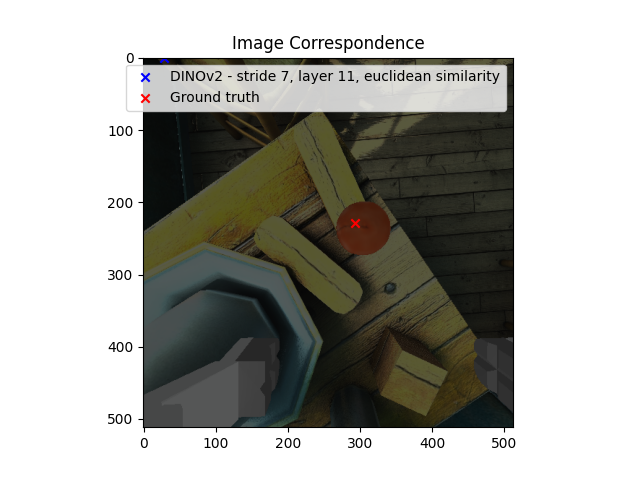 Image Correspondence
DINOv2 - stride 7, layer 11, euclidean similarity
Ground truth
0
100
200
300
400
500
0 100 200 300 400 500